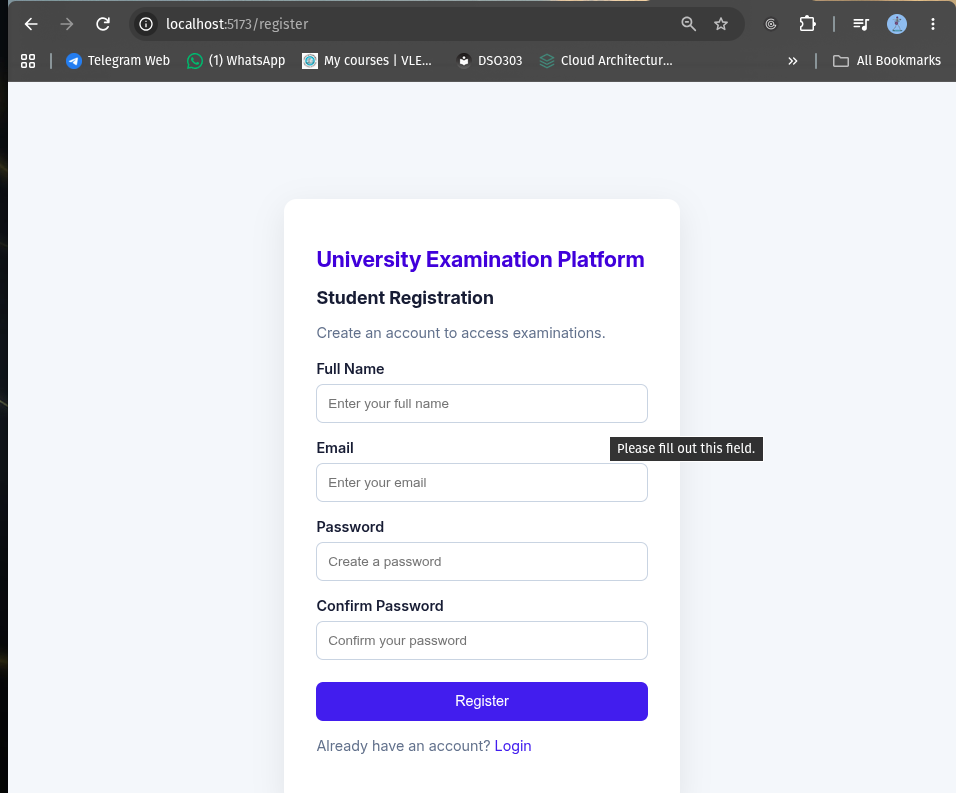 localhost:5173/register
Telegram Web
(1) WhatsApp
My courses | VLE...
DSO303
Cloud Architectur...
»
All Bookmarks
University Examination Platform
Student Registration
Create an account to access examinations.
Full Name
Enter your full name
Email
Please fill out this field.
Enter your email
Password
Create a password
Confirm Password
Confirm your password
Register
Already have an account? Login